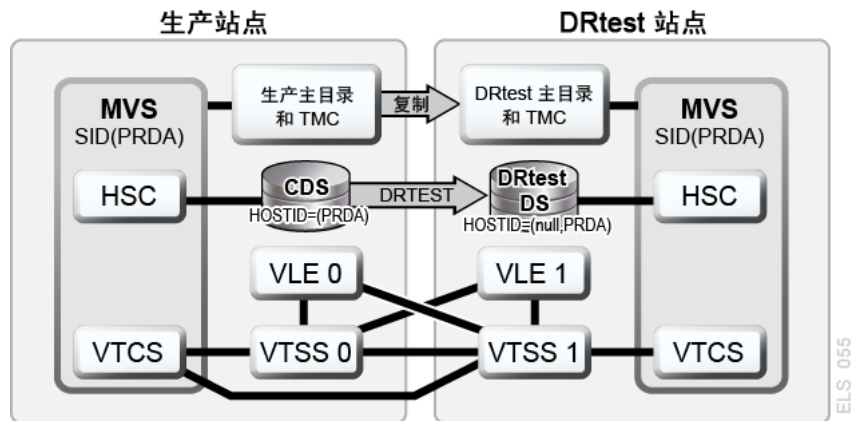 生产站点
DRtest 站点
MVS
SID(PRDA)
生产主目录
和 TMC
复制
DRtest 主目录
和 TMC
MVS
SID(PRDA)
HSC
CDS
HOSTID=(PRDA)
DRTEST
DRtest
DS
HOSTID=(null,PRDA)
HSC
VLE 0
VLE 1
VTCS
VTSS 0
VTSS 1
VTCS
ELS_055